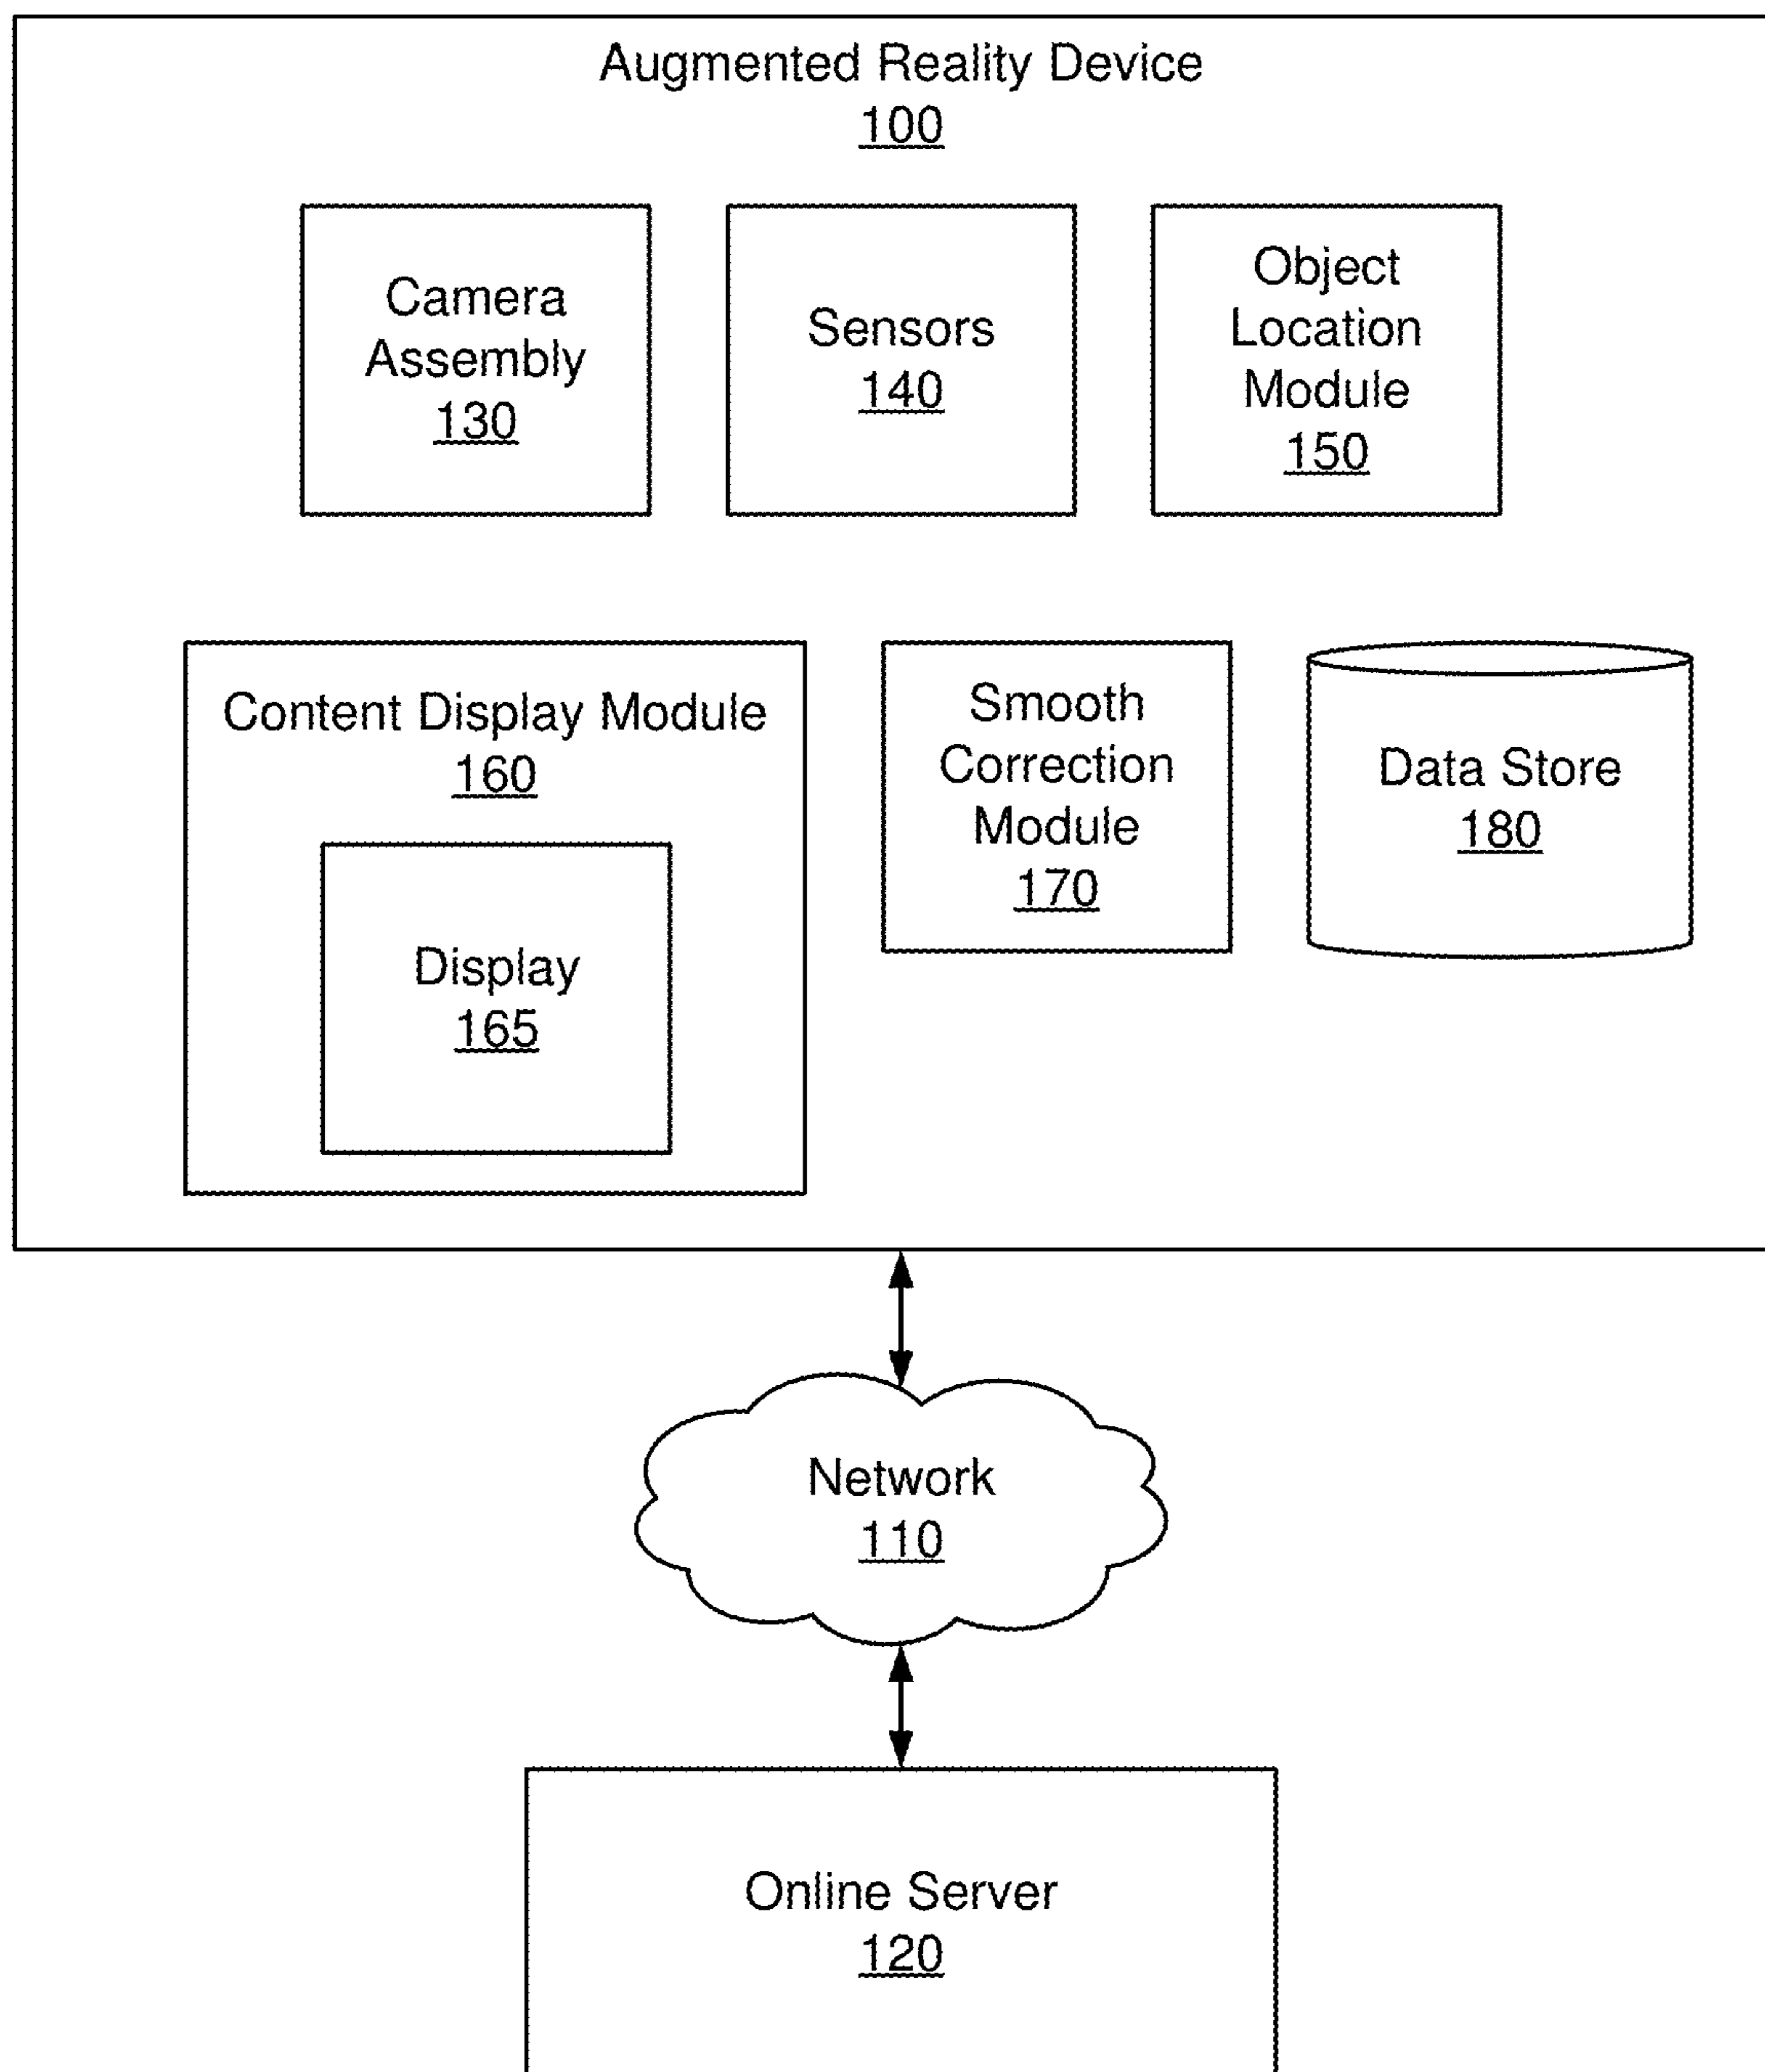 Augmented Reality Device
100
Camera
Assembly
130
Sensors
140
Object
Location
Module
150
Content Display Module
160
Display
165
Smooth
Correction
Module
170
Data Store
180
Network
110
Online Server
120